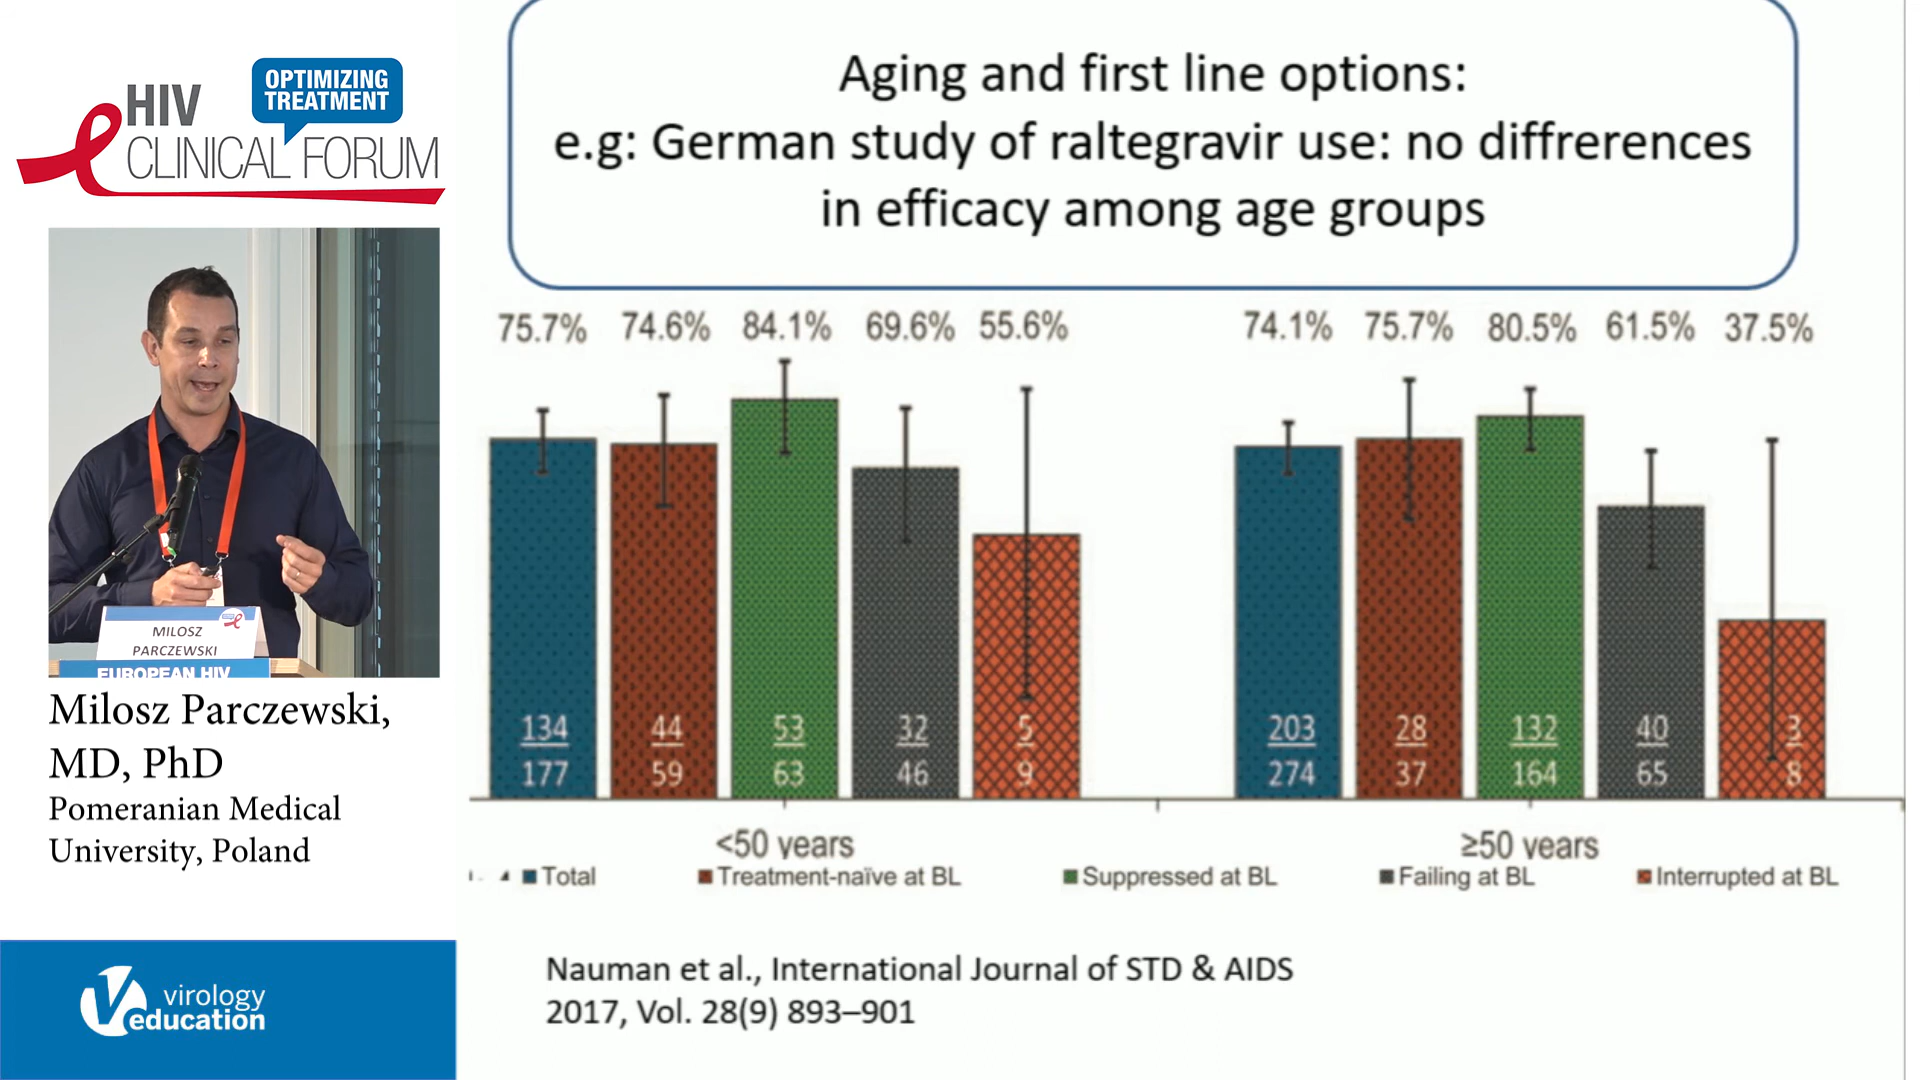 HIV
OPTIMIZING
TREATMENT
CLINICAL FORUM
MILOSZ
PARCZEWSKI
EUROPEAN HIV
Milosz Parczewski,
MD, PhD
Pomeranian Medical
University, Poland
virology
education
Aging and first line options:
e.g: German study of raltegravir use: no diffrerences
in efficacy among age groups
75.7% 74.6% 84.1% 69.6% 55.6% 74.1% 75.7% 80.5% 61.5% 37.5%
134 44 53 32 5 203 28 132 40 3
177 59 63 46 9 274 37 164 65 8
<50 years ≥50 years
Total Treatment-naïve at BL Suppressed at BL Failing at BL Interrupted at BL
Nauman et al., International Journal of STD & AIDS
2017, Vol. 28(9) 893–901